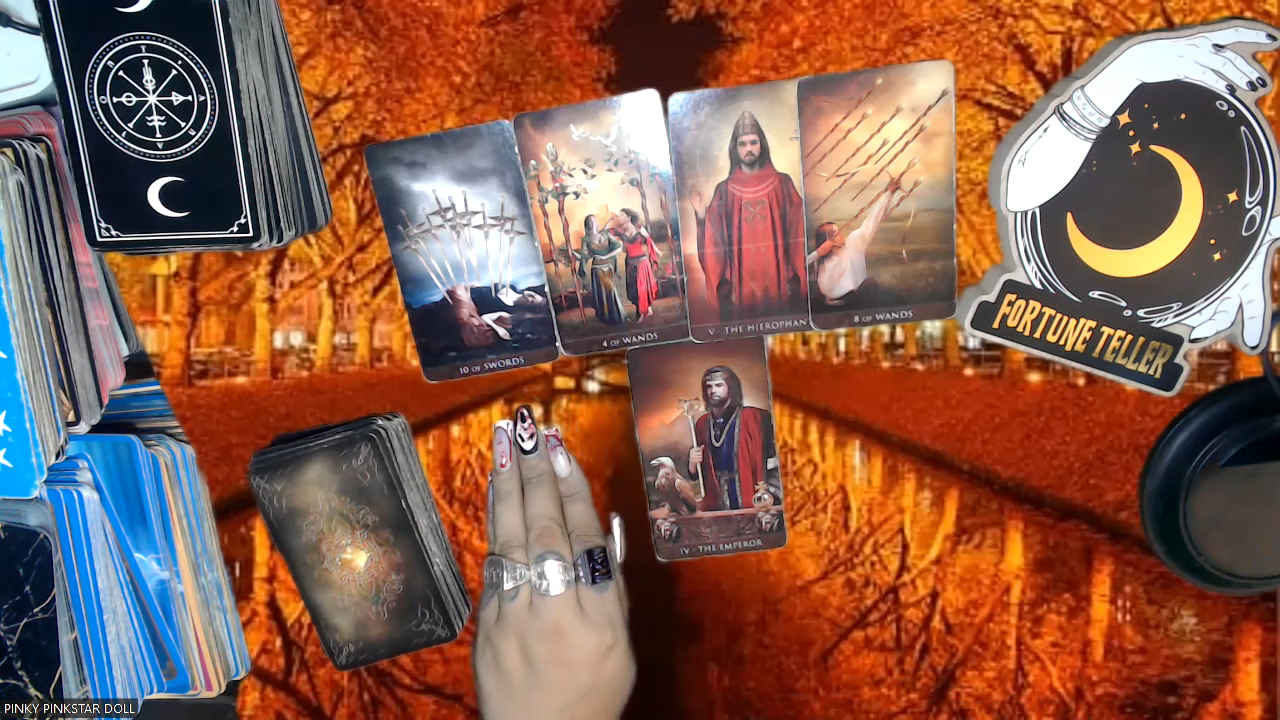 10 OF SWORDS
4 OF WANDS
V - THE HIEROPHAN
8 OF WANDS
IV - THE EMPEROR
FORTUNE TELLER
PINKY PINKSTAR DOLL